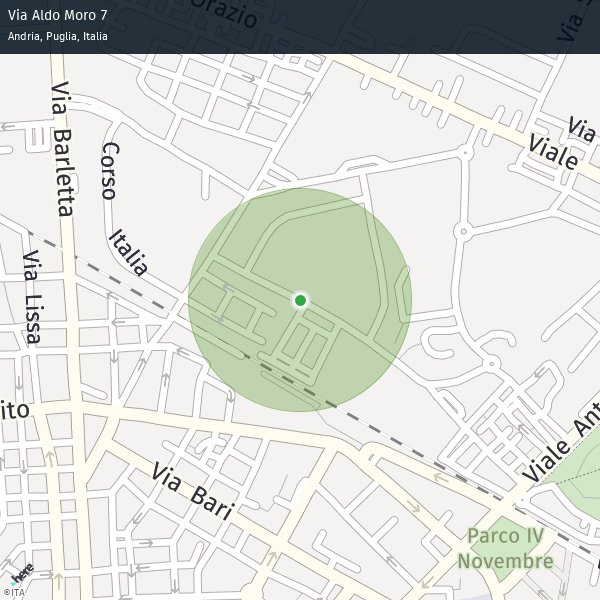 Via Aldo Moro 7
Andria, Puglia, Italia
Orazio
Via
Via Barletta
Corso
Italia
Via Lissa
Viale
Via
ito
Via Bari
Viale Ant
Parco IV
Novembre
here
©ITA